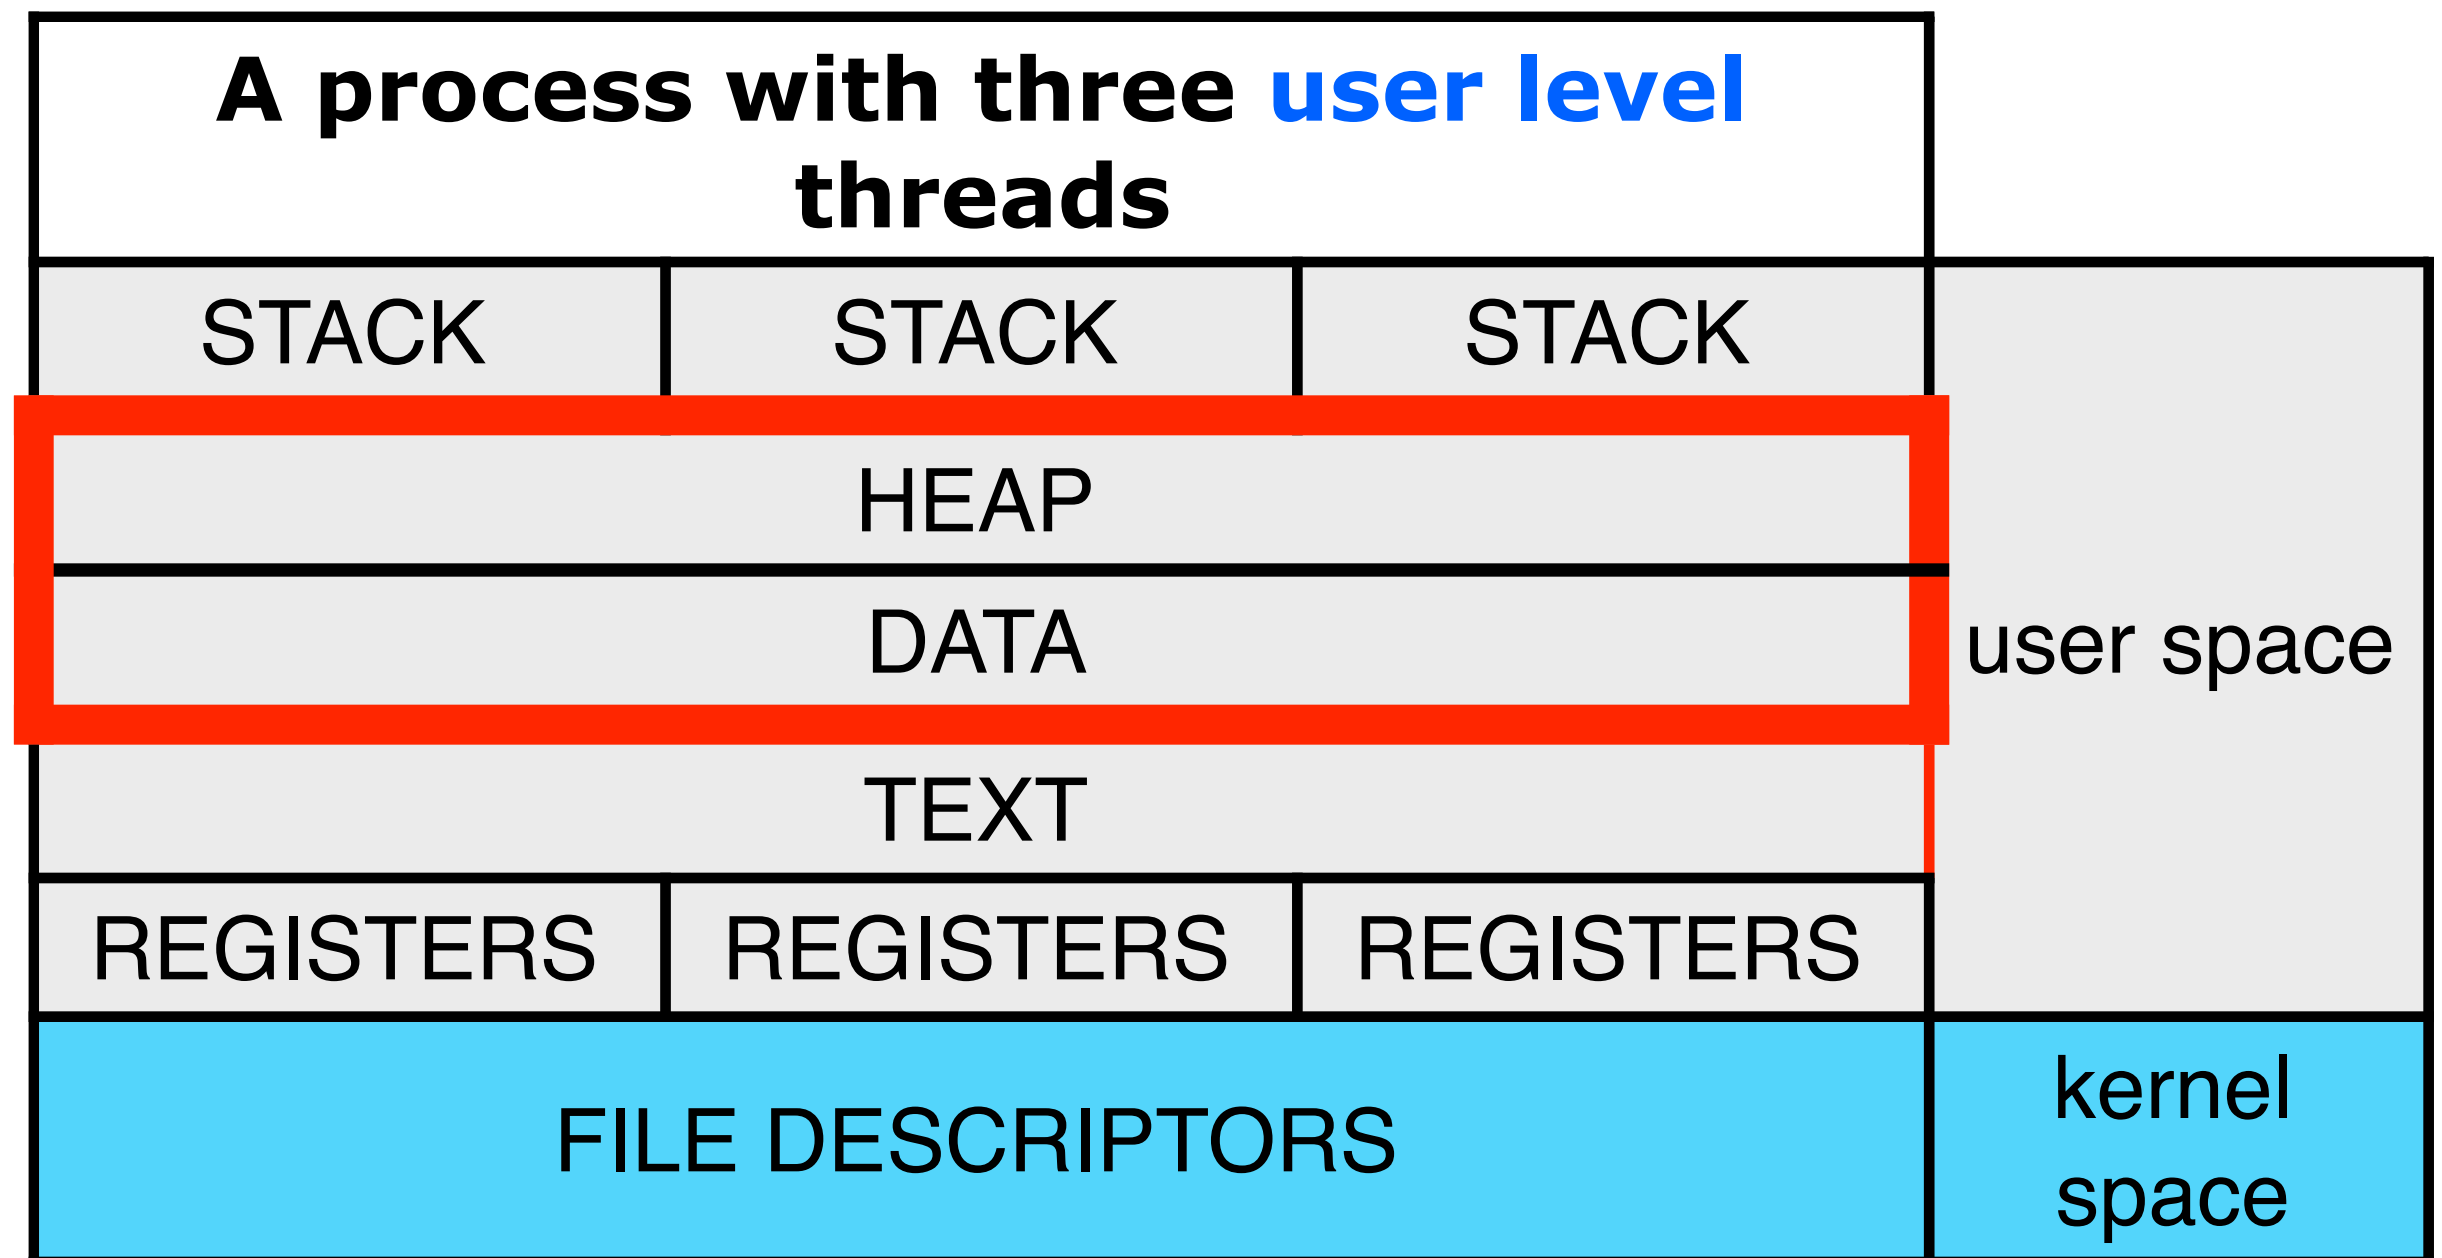 A process with three user level
threads
STACK
STACK
STACK
HEAP
DATA
user space
TEXT
REGISTERS
REGISTERS
REGISTERS
FILE DESCRIPTORS
kernel
space